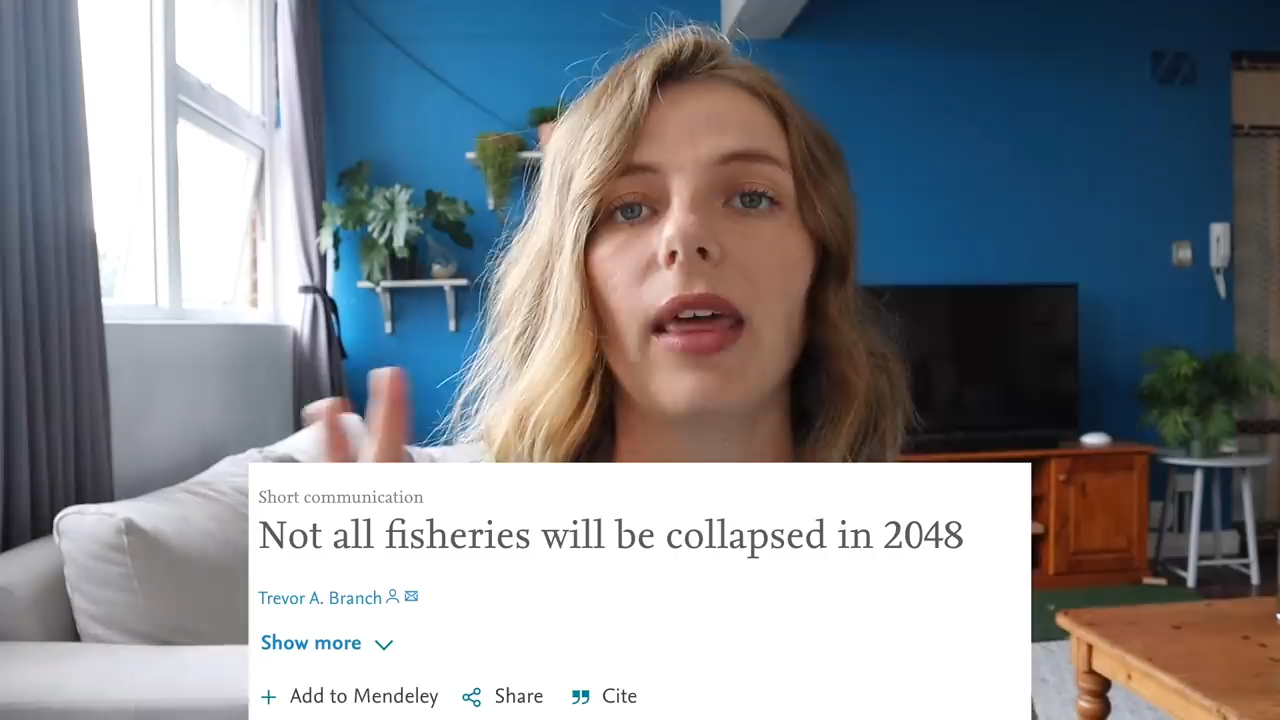 Short communication
Not all fisheries will be collapsed in 2048
Trevor A. Branch
Show more
Add to Mendeley Share Cite